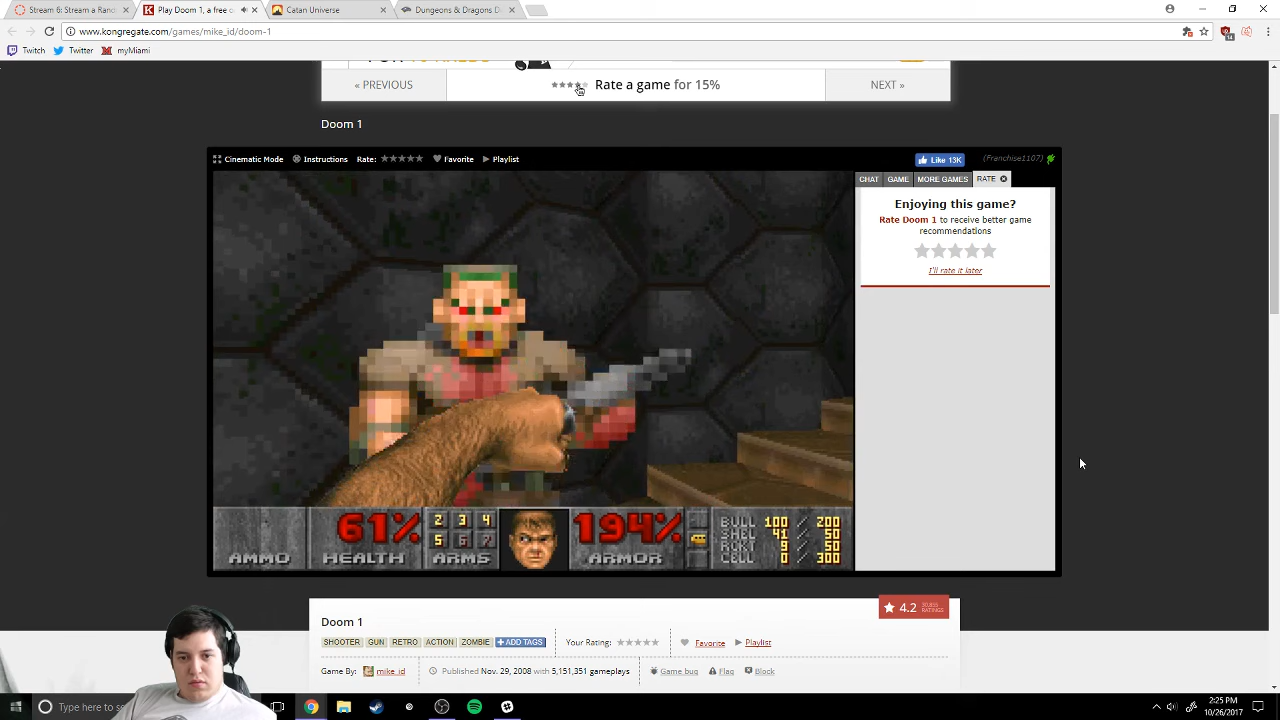 Stream 6: Stream a Rando
Play Doom 1, a free o
Catan Universe
Dungeons & Dragons D
www.kongregate.com/games/mike_id/doom-1
Twitch
Twitter
myMiami
« PREVIOUS
Rate a game for 15%
NEXT »
Doom 1
Cinematic Mode
Instructions
Rate:
Favorite
Playlist
Like 13K
(Franchise1107)
CHAT
GAME
MORE GAMES
RATE
Enjoying this game?
Rate Doom 1 to receive better game
recommendations
I'll rate it later
61%
2 3 4
5 6 7
194%
BULL 100 / 200
SHEL 41 / 50
RCKT 9 / 50
CELL 0 / 300
AMMO
HEALTH
ARMS
ARMOR
4.2
RATINGS
Doom 1
SHOOTER
GUN
RETRO
ACTION
ZOMBIE
+ ADD TAGS
Your Rating:
Favorite
Playlist
Game By:
mike_id
Published Nov. 29, 2008 with 5,151,351 gameplays
Game bug
Flag
Block
Type here to se
2:25 PM
10/26/2017